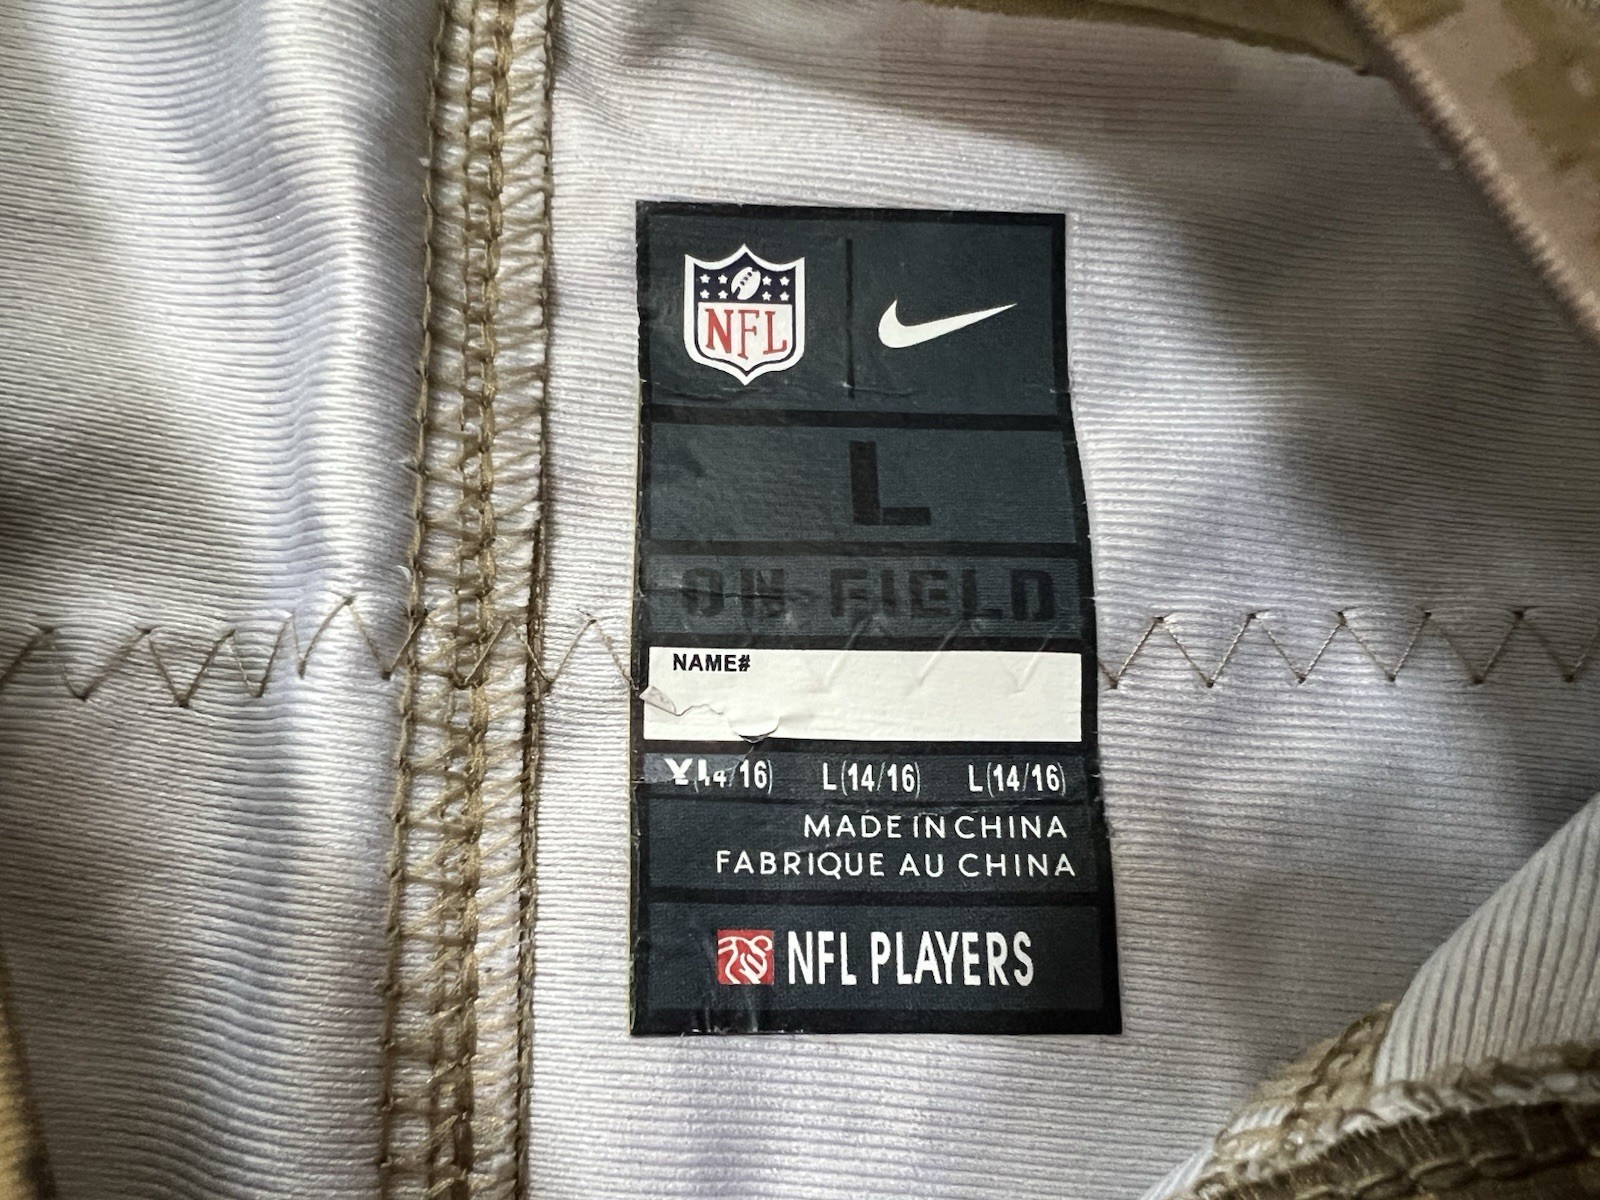 NFL
L
ON FIELD
NAME#
L(14/16) L(14/16)
MADE IN CHINA
FABRIQUE AU CHINA
NFL PLAYERS